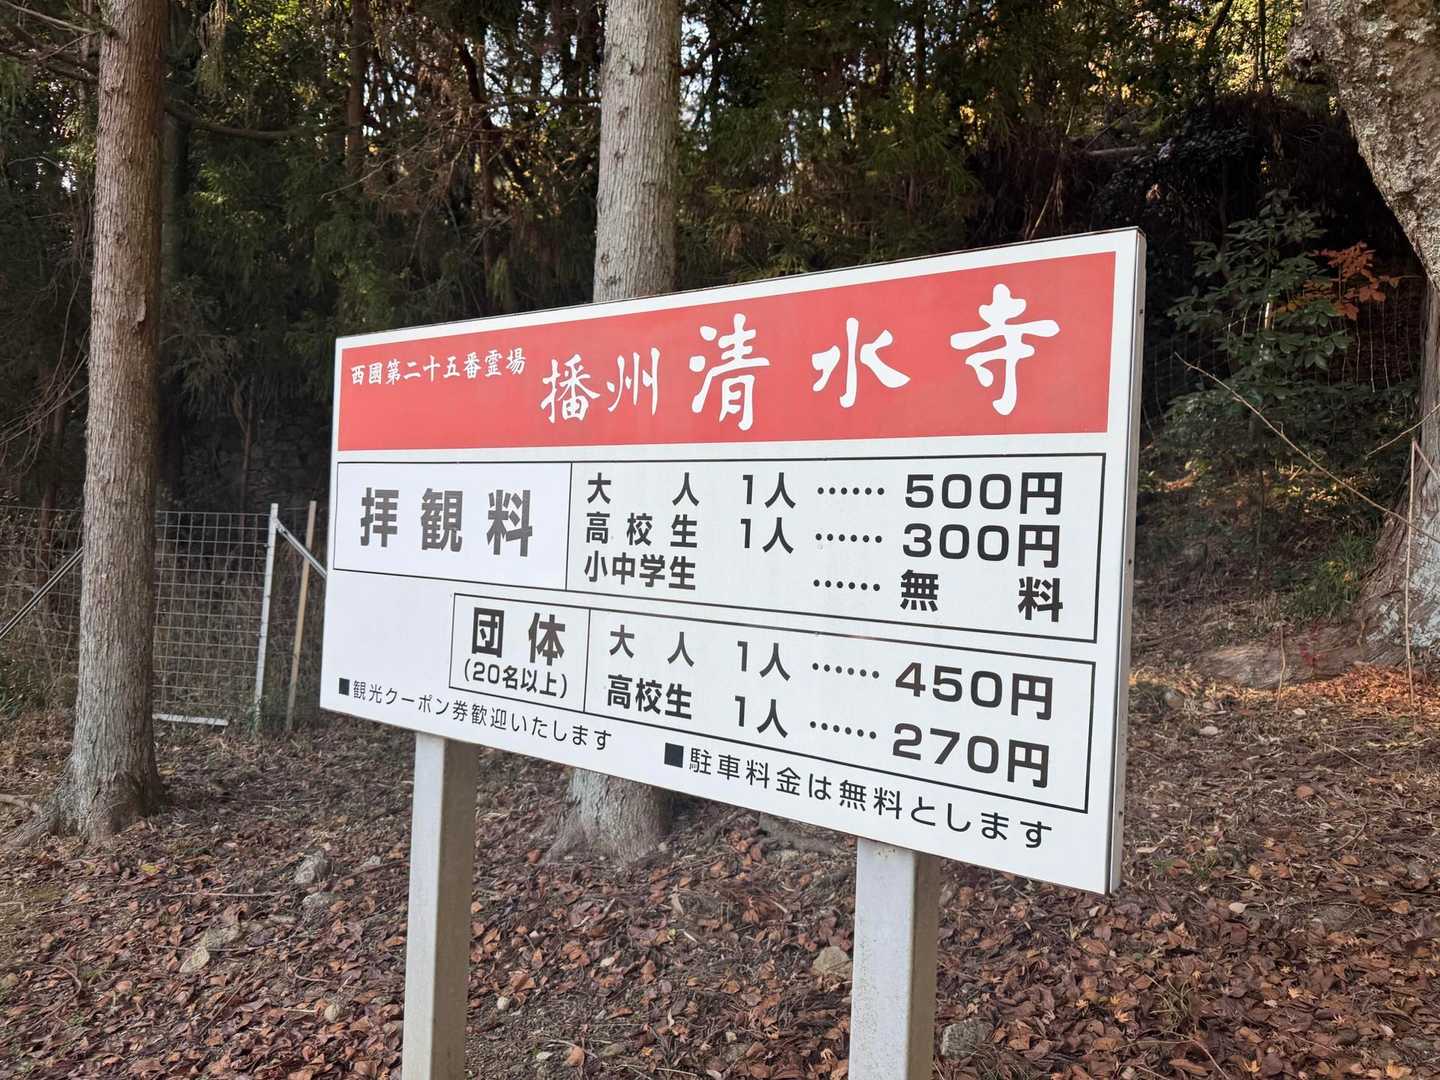 西國第二十五番霊場 播州清水寺
拝観料
大人 1人 …… 500円
高校生 1人 …… 300円
小中学生 …… 無料
団体
(20名以上)
大人 1人 …… 450円
高校生 1人 …… 270円
■観光クーポン券歓迎いたします
■駐車料金は無料とします